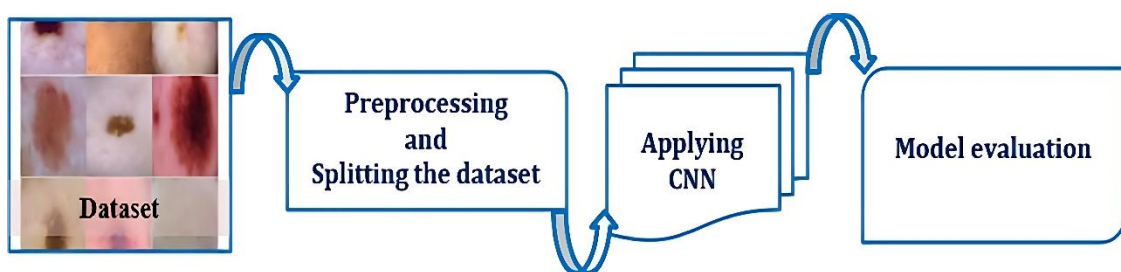 Dataset
Preprocessing
and
Splitting the dataset
Applying
CNN
Model evaluation